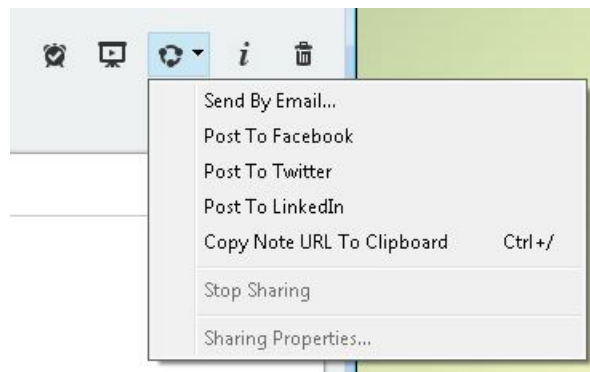 Send By Email...
Post To Facebook
Post To Twitter
Post To LinkedIn
Copy Note URL To Clipboard Ctrl+/
Stop Sharing
Sharing Properties...